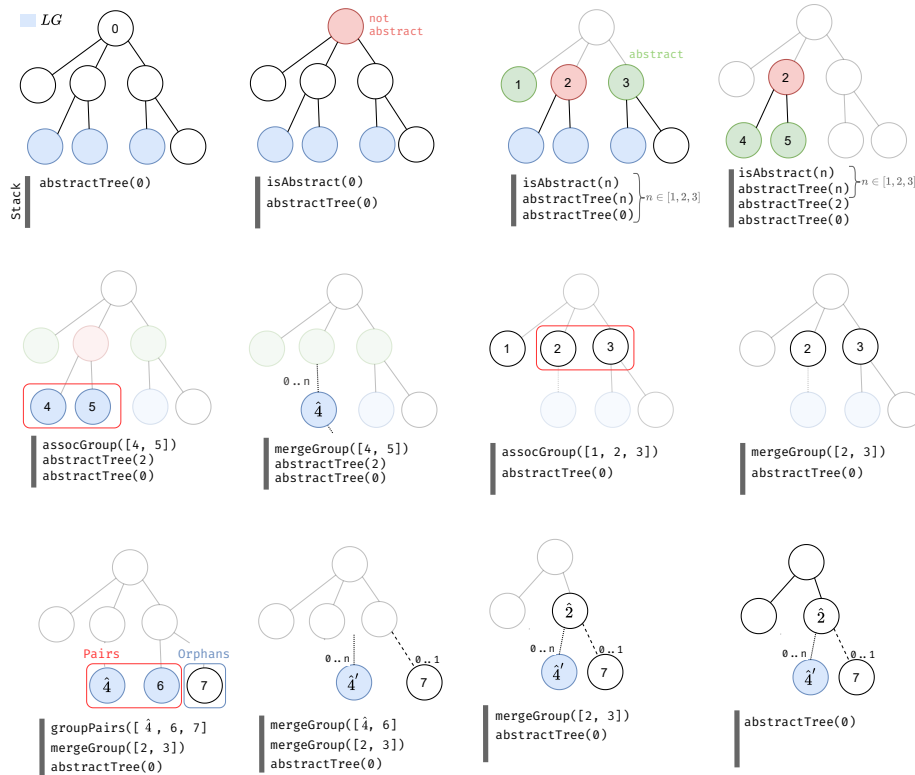 LG
0
Stack
abstractTree(0)
not
abstract
isAbstract(0)
abstractTree(0)
abstract
1
2
3
isAbstract(n)
abstractTree(n)
abstractTree(0)
n ∈ [1, 2, 3]
2
4
5
isAbstract(n)
abstractTree(n)
abstractTree(2)
abstractTree(0)
n ∈ [1, 2, 3]
4
5
assocGroup([4, 5])
abstractTree(2)
abstractTree(0)
0..n
4̂
mergeGroup([4, 5])
abstractTree(2)
abstractTree(0)
1
2
3
assocGroup([1, 2, 3])
abstractTree(0)
2
3
mergeGroup([2, 3])
abstractTree(0)
Pairs
Orphans
4̂
6
7
groupPairs([ 4̂ , 6, 7]
mergeGroup([2, 3])
abstractTree(0)
0..n
0..1
4̂′
7
mergeGroup([4̂, 6]
mergeGroup([2, 3])
abstractTree(0)
2̂
0..n
0..1
4̂′
7
mergeGroup([2, 3])
abstractTree(0)
2̂
0..n
0..1
4̂′
7
abstractTree(0)